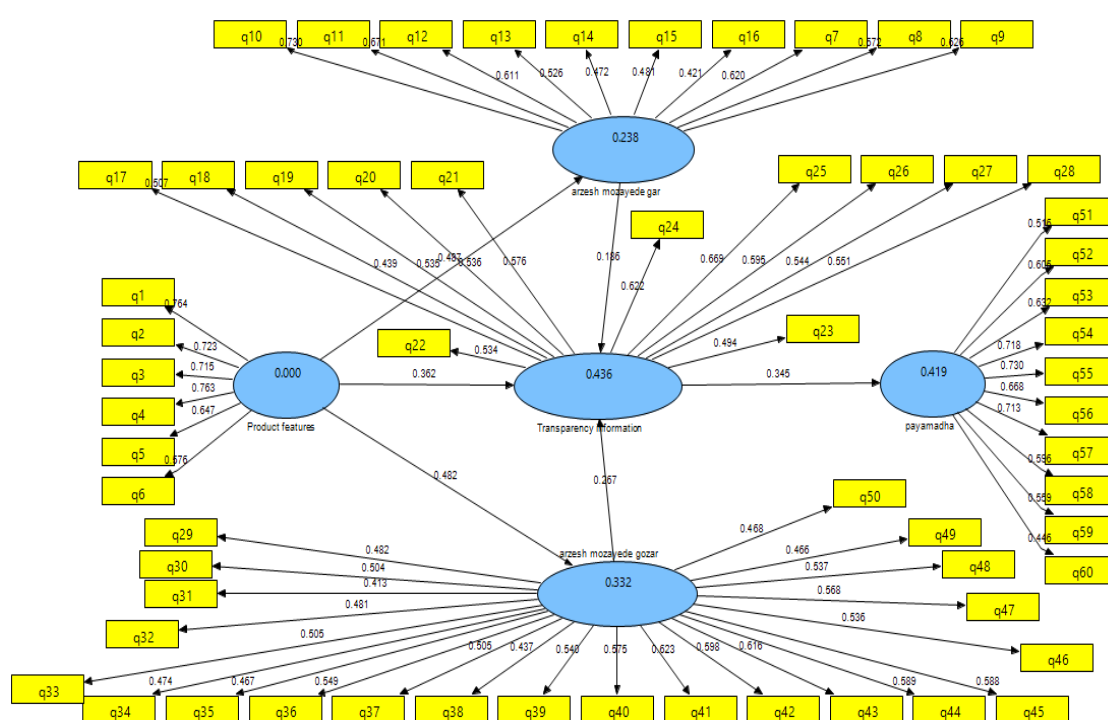 q10 q11 q12 q13 q14 q15 q16 q7 q8 q9
0.730 0.671 0.611 0.526 0.472 0.481 0.421 0.620 0.572 0.626
0.238
arzesh mozayede gar
q17 q18 q19 q20 q21
0.507 0.439 0.535 0.536 0.576
0.487
q24
0.186 0.622
q25 q26 q27 q28
0.669 0.595 0.544 0.551
q1
0.764
q2
0.723
q3
0.715
q4
0.763
q5
0.647
q6
0.576
0.000
Product features
0.362
q22
0.534
q23
0.494
0.436
Transparency information
0.345
0.419
payamadha
q51
0.516
q52
0.605
q53
0.632
q54
0.718
q55
0.730
q56
0.668
q57
0.713
q58
0.596
q59
0.559
q60
0.446
0.482
0.267
arzesh mozayede gozar
0.332
q29
0.482
q30
0.504
q31
0.413
q32
0.481
q33
0.505
q50
0.468
q49
0.466
q48
0.537
q47
0.568
q46
0.536
0.474 0.467 0.549 0.505 0.437 0.540 0.575 0.623 0.598 0.616 0.589 0.588
q34 q35 q36 q37 q38 q39 q40 q41 q42 q43 q44 q45